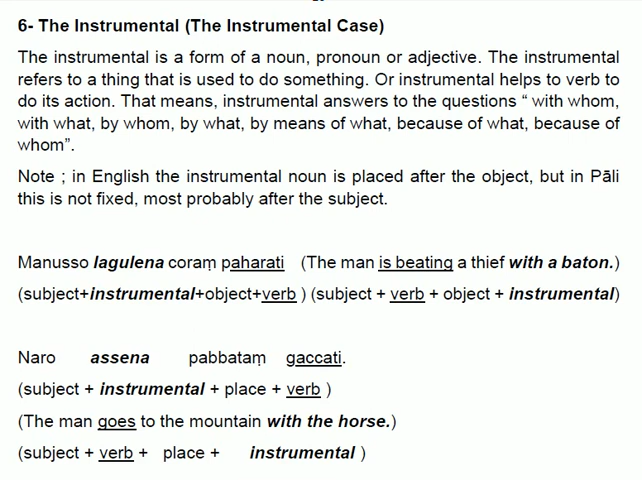 6- The Instrumental (The Instrumental Case)
The instrumental is a form of a noun, pronoun or adjective. The instrumental
refers to a thing that is used to do something. Or instrumental helps to verb to
do its action. That means, instrumental answers to the questions “ with whom,
with what, by whom, by what, by means of what, because of what, because of
whom”.
Note ; in English the instrumental noun is placed after the object, but in Pāli
this is not fixed, most probably after the subject.
Manusso lagulena coraṃ paharati (The man is beating a thief with a baton.)
(subject+instrumental+object+verb ) (subject + verb + object + instrumental)
Naro assena pabbataṃ gaccati.
(subject + instrumental + place + verb )
(The man goes to the mountain with the horse.)
(subject + verb + place + instrumental )